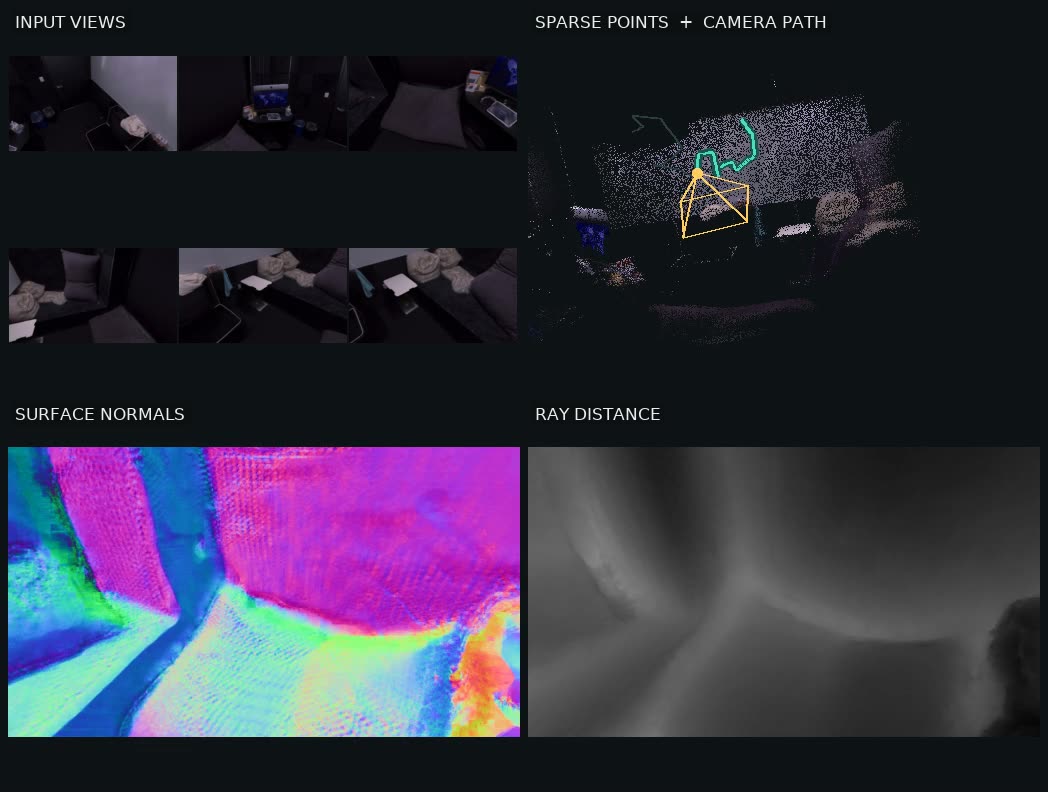 INPUT VIEWS
SPARSE POINTS + CAMERA PATH
SURFACE NORMALS
RAY DISTANCE